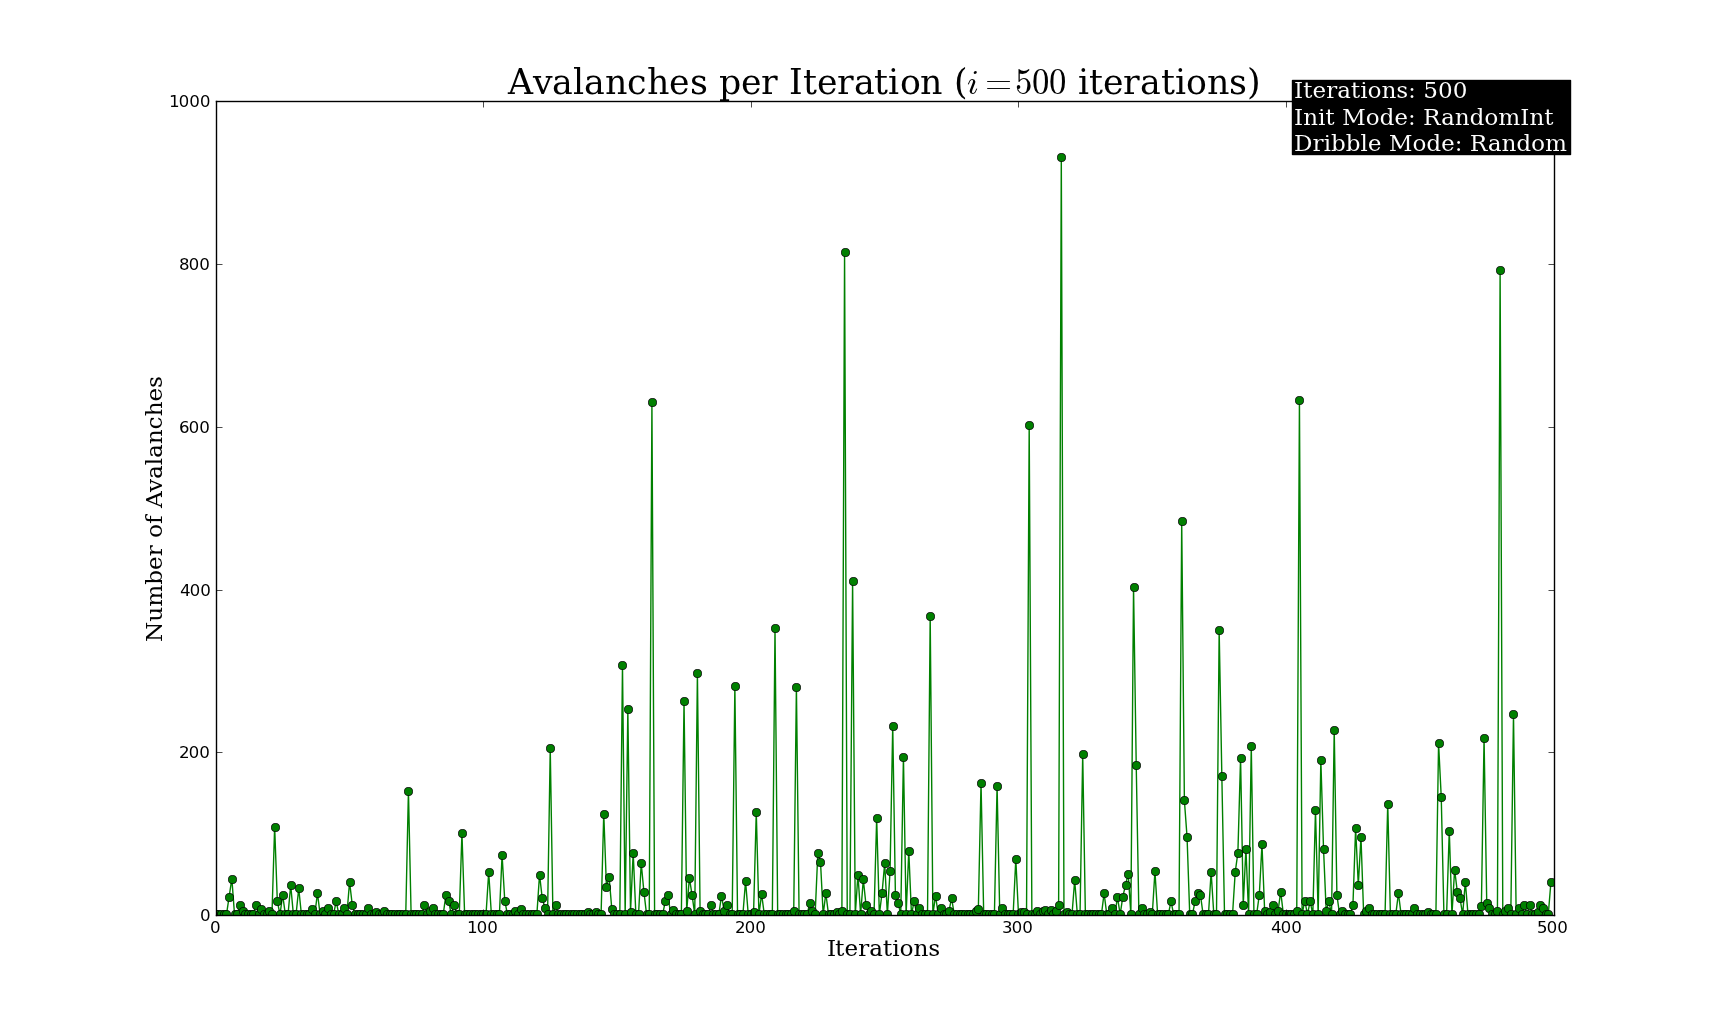 Avalanches per Iteration (i = 500 iterations)
Iterations: 500
Init Mode: RandomInt
Dribble Mode: Random
1000
800
600
400
200
0
Number of Avalanches
0 100 200 300 400 500
Iterations